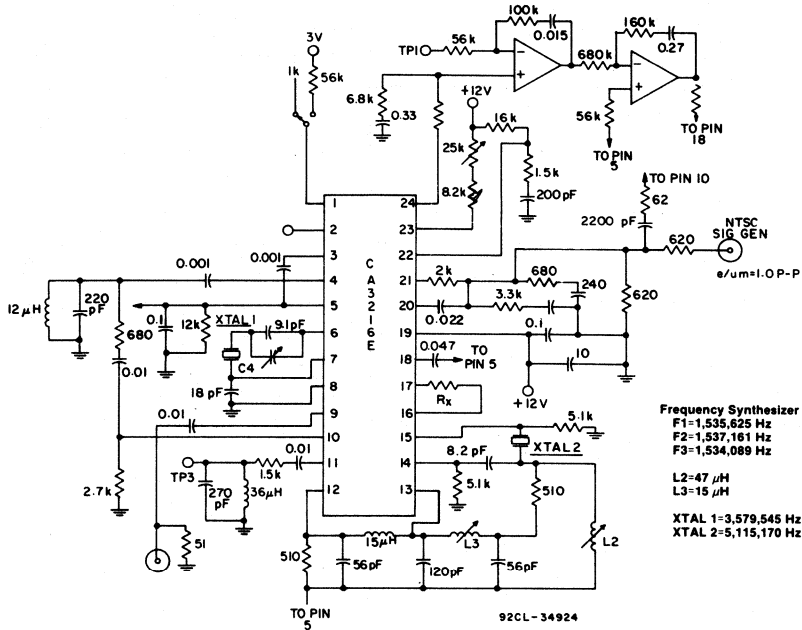 100k
0.015
TP1
56k
680k
160k
0.27
3V
1k
56k
6.8k
0.33
+12V
16k
25k
8.2k
1.5k
200pF
56k
TO PIN
5
TO PIN
18
TO PIN 10
62
2200 pF
NTSC
SIG GEN
620
e/um=1.0 P-P
620
CA3216E
1
2
3
4
5
6
7
8
9
10
11
12
24
23
22
21
20
19
18
17
16
15
14
13
0.001
0.001
12µH
220
pF
680
0.01
0.1
12k
XTAL1
9.1pF
C4
18 pF
0.01
2.7k
TP3
270
pF
36µH
1.5k
0.01
51
2k
680
240
0.022
3.3k
0.1
10
+12V
0.047
TO
PIN 5
Rx
5.1k
XTAL2
8.2pF
5.1k
510
L2
510
15µH
L3
56pF
120pF
56pF
TO PIN
5
92CL-34924
Frequency Synthesizer
F1=1,535,625 Hz
F2=1,537,161 Hz
F3=1,534,089 Hz
L2=47 µH
L3=15 µH
XTAL 1=3,579,545 Hz
XTAL 2=5,115,170 Hz